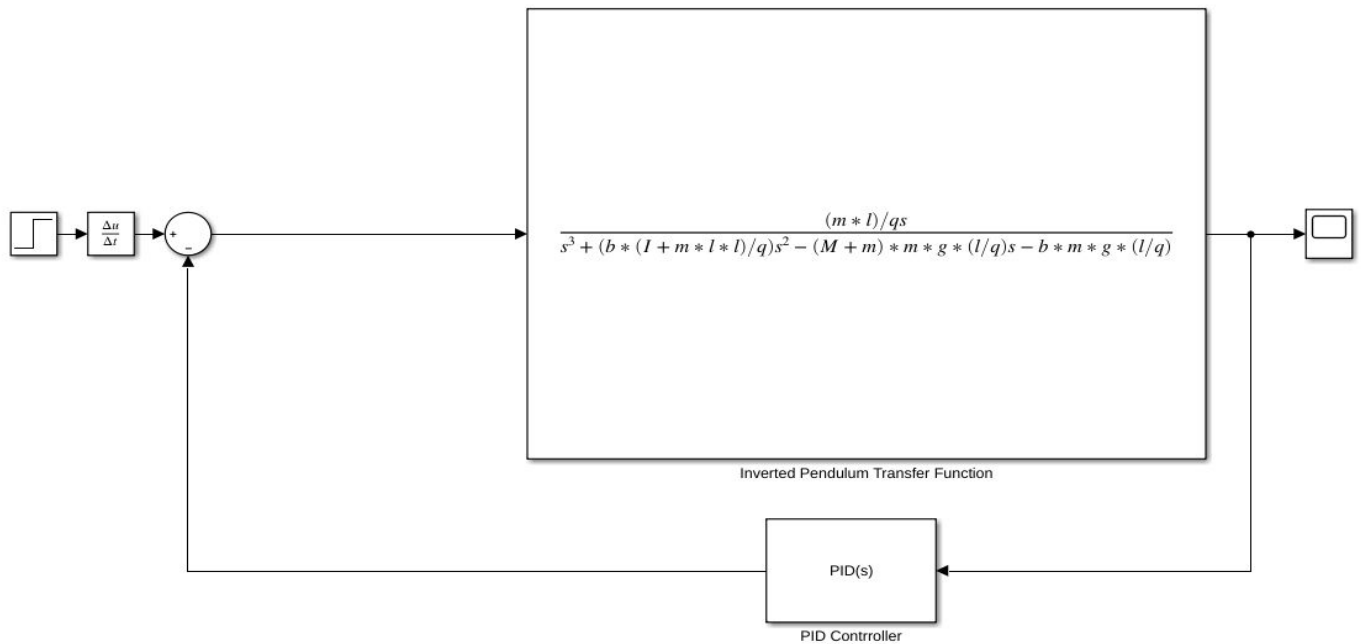 (m * l)/qs
s³ + (b * (I + m * l * l)/q)s² − (M + m) * m * g * (l/q)s − b * m * g * (l/q)
Δu
Δt
+
−
Inverted Pendulum Transfer Function
PID(s)
PID Contrroller